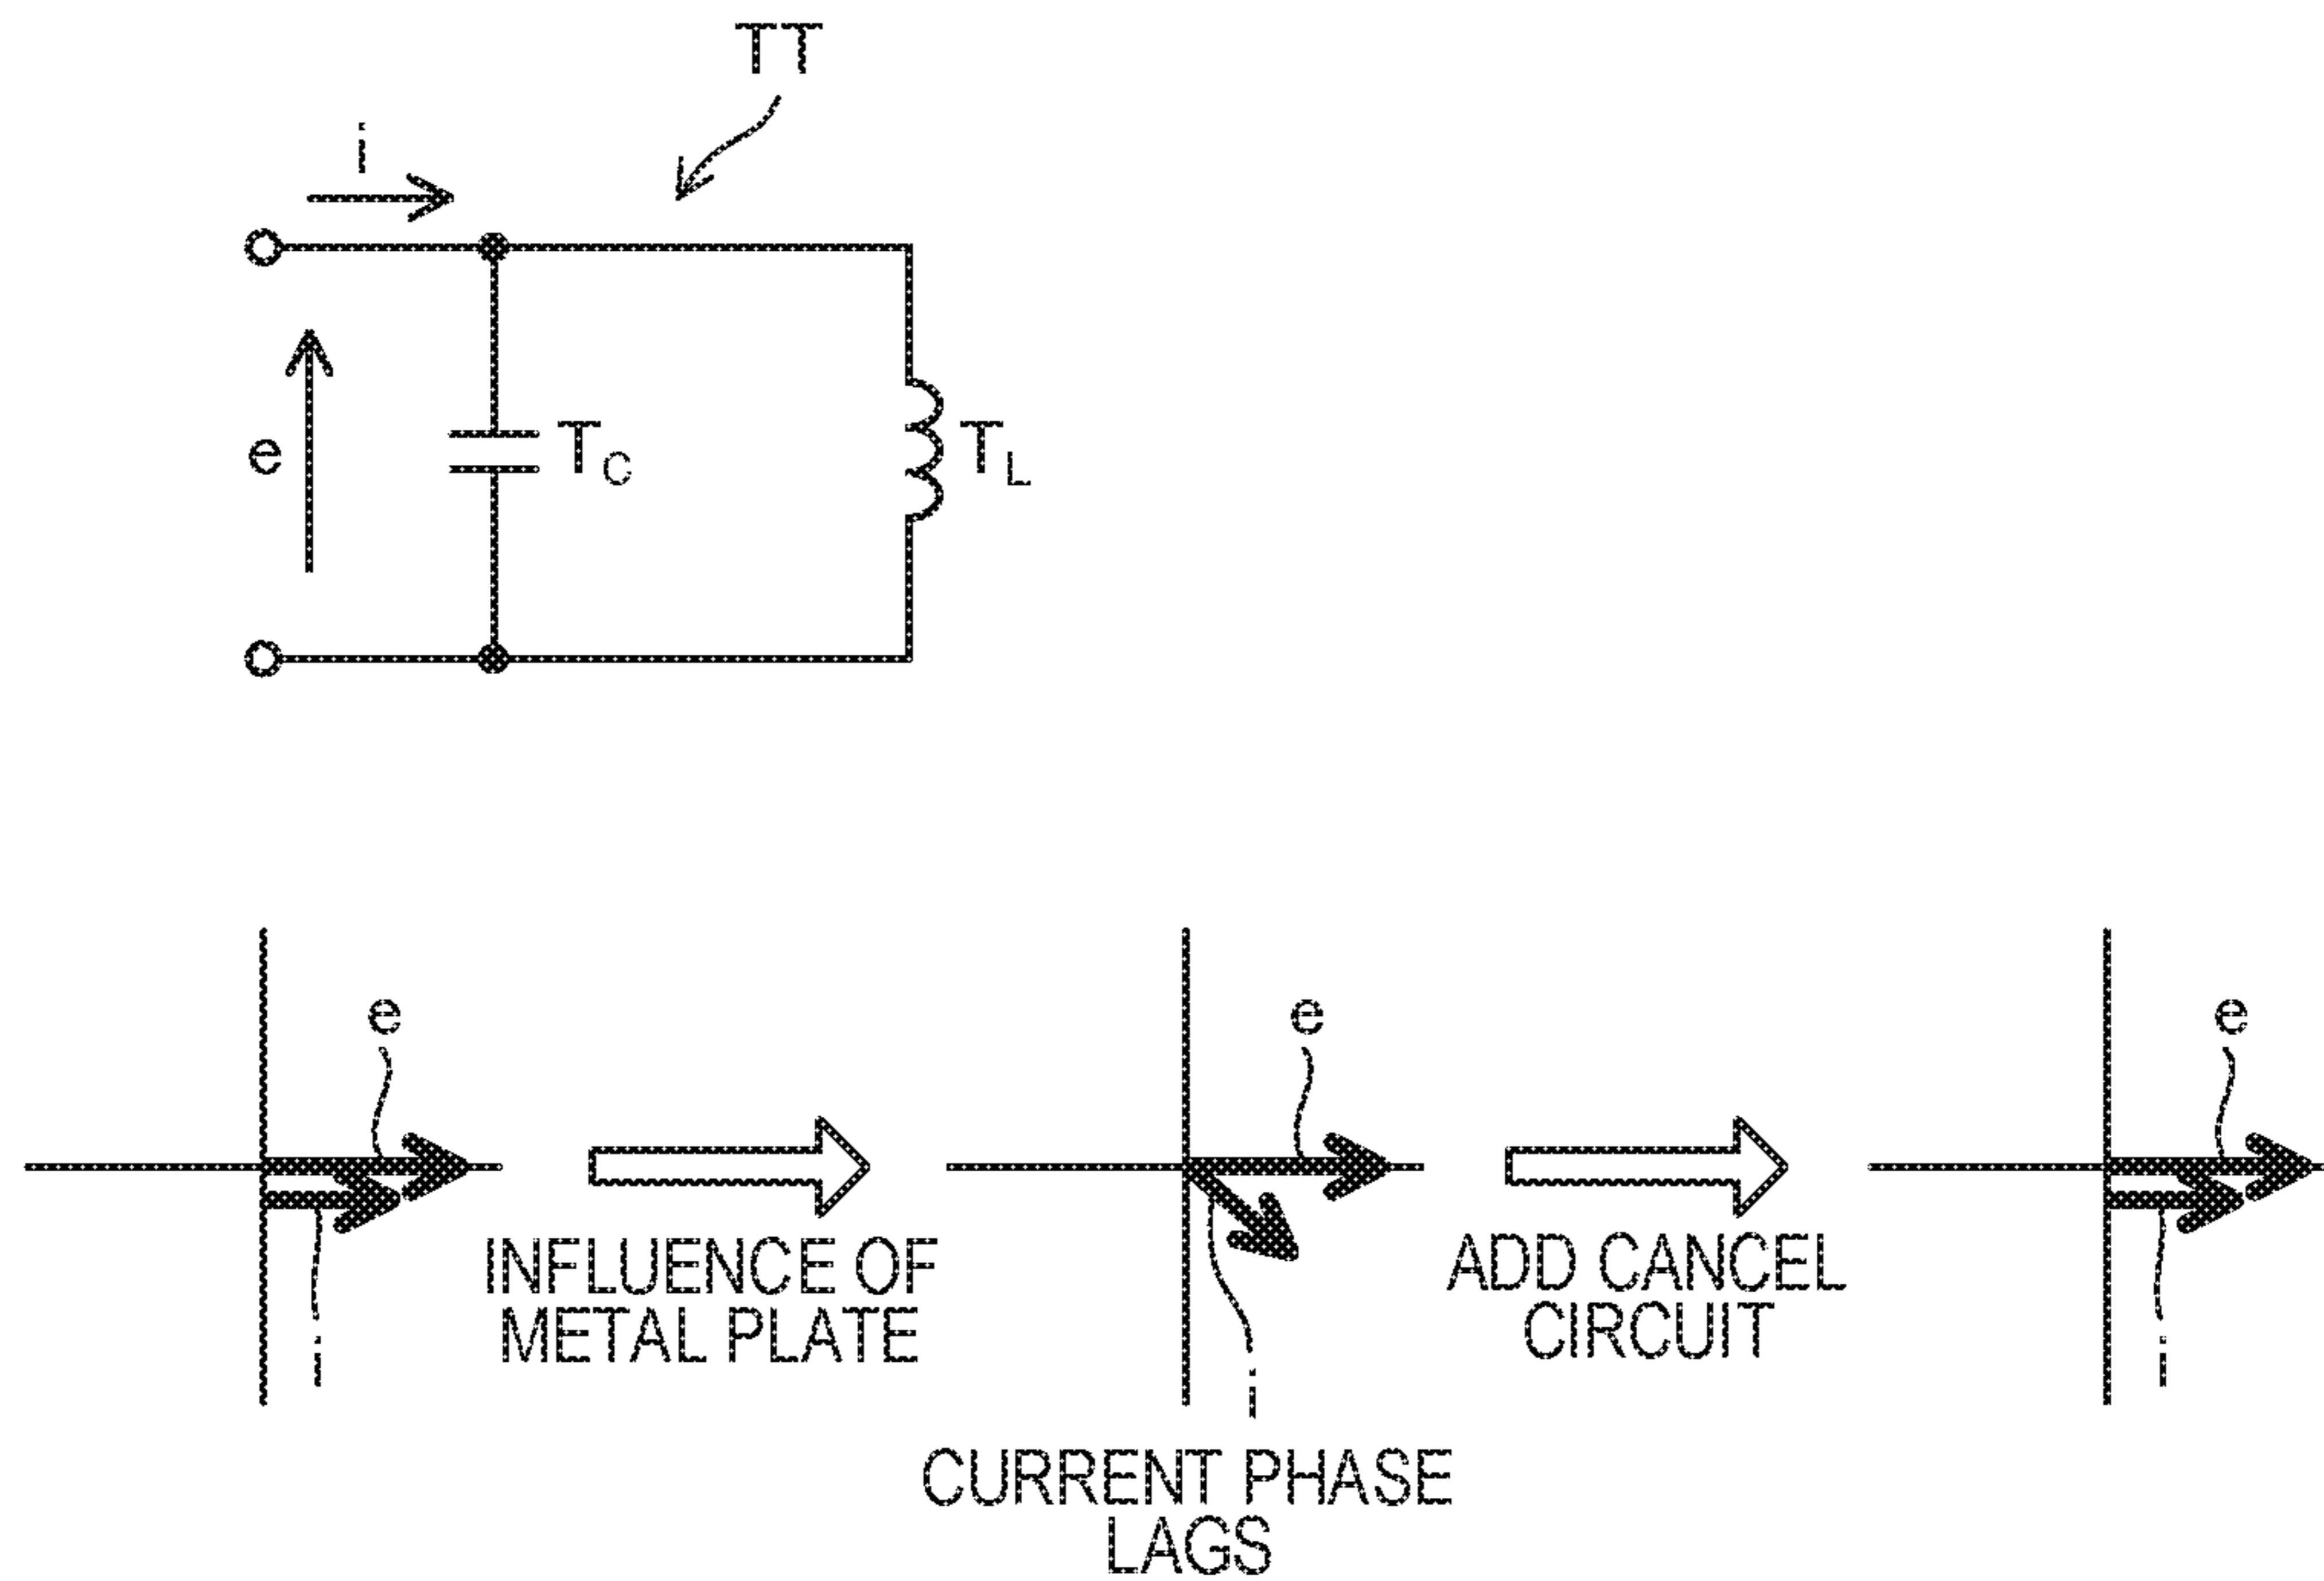 TT
i
e
T_C
T_L
e
e
e
INFLUENCE OF
METAL PLATE
ADD CANCEL
CIRCUIT
i
i
i
CURRENT PHASE
LAGS